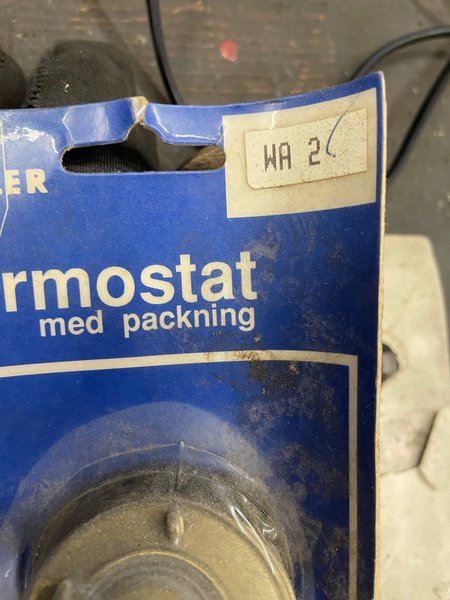 WA 2
ER
rmostat
med packning